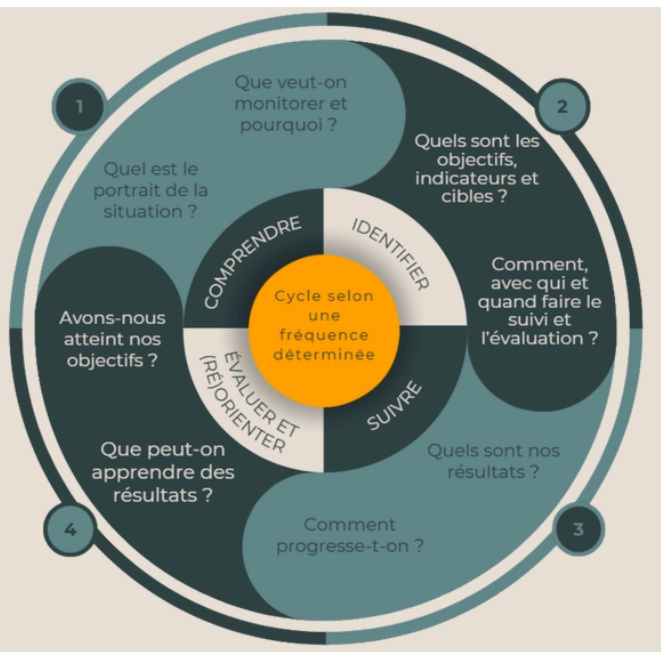 1
Que veut-on
monitorer et
pourquoi ?
Quel est le
portrait de la
situation ?
COMPRENDRE
2
Quels sont les
objectifs,
indicateurs et
cibles ?
Comment,
avec qui et
quand faire le
suivi et
l'évaluation ?
IDENTIFIER
3
Quels sont nos
résultats ?
Comment
progresse-t-on ?
SUIVRE
4
Que peut-on
apprendre des
résultats ?
Avons-nous
atteint nos
objectifs ?
ÉVALUER ET
(RÉ)ORIENTER
Cycle selon
une
fréquence
déterminée